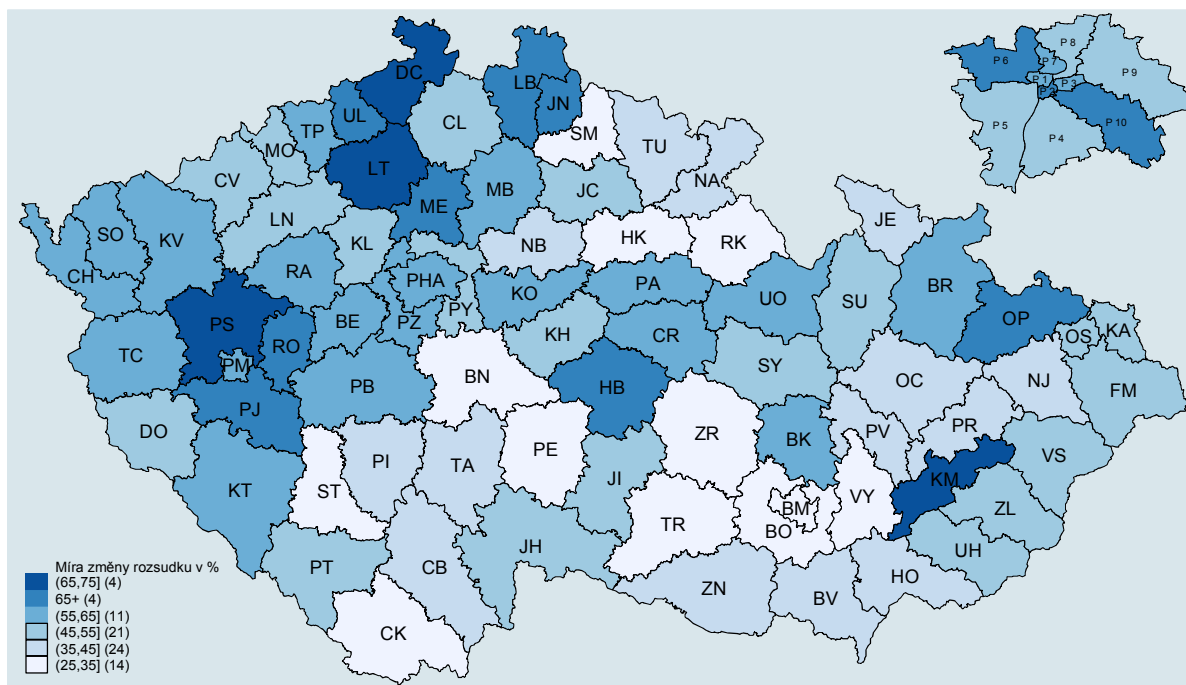 P 8
P 6
P 7
P 9
P 1
P 3
P 2
P 10
P 5
P 4
DC
LB
JN
UL
TP
CL
SM
MO
TU
LT
CV
NA
MB
JC
ME
LN
JE
SO
KV
KL
NB
HK
RK
CH
RA
PHA
KO
PA
UO
SU
BR
PY
OP
PS
BE
PZ
KH
CR
RO
OS
KA
TC
PM
SY
BN
PB
HB
OC
NJ
FM
PJ
DO
ZR
BK
PV
PR
PI
TA
PE
VS
KT
JI
KM
ST
VY
BM
ZL
TR
BO
JH
UH
PT
CB
HO
ZN
BV
CK
Míra změny rozsudku v %
(65,75] (4)
65+ (4)
(55,65] (11)
(45,55] (21)
(35,45] (24)
(25,35] (14)